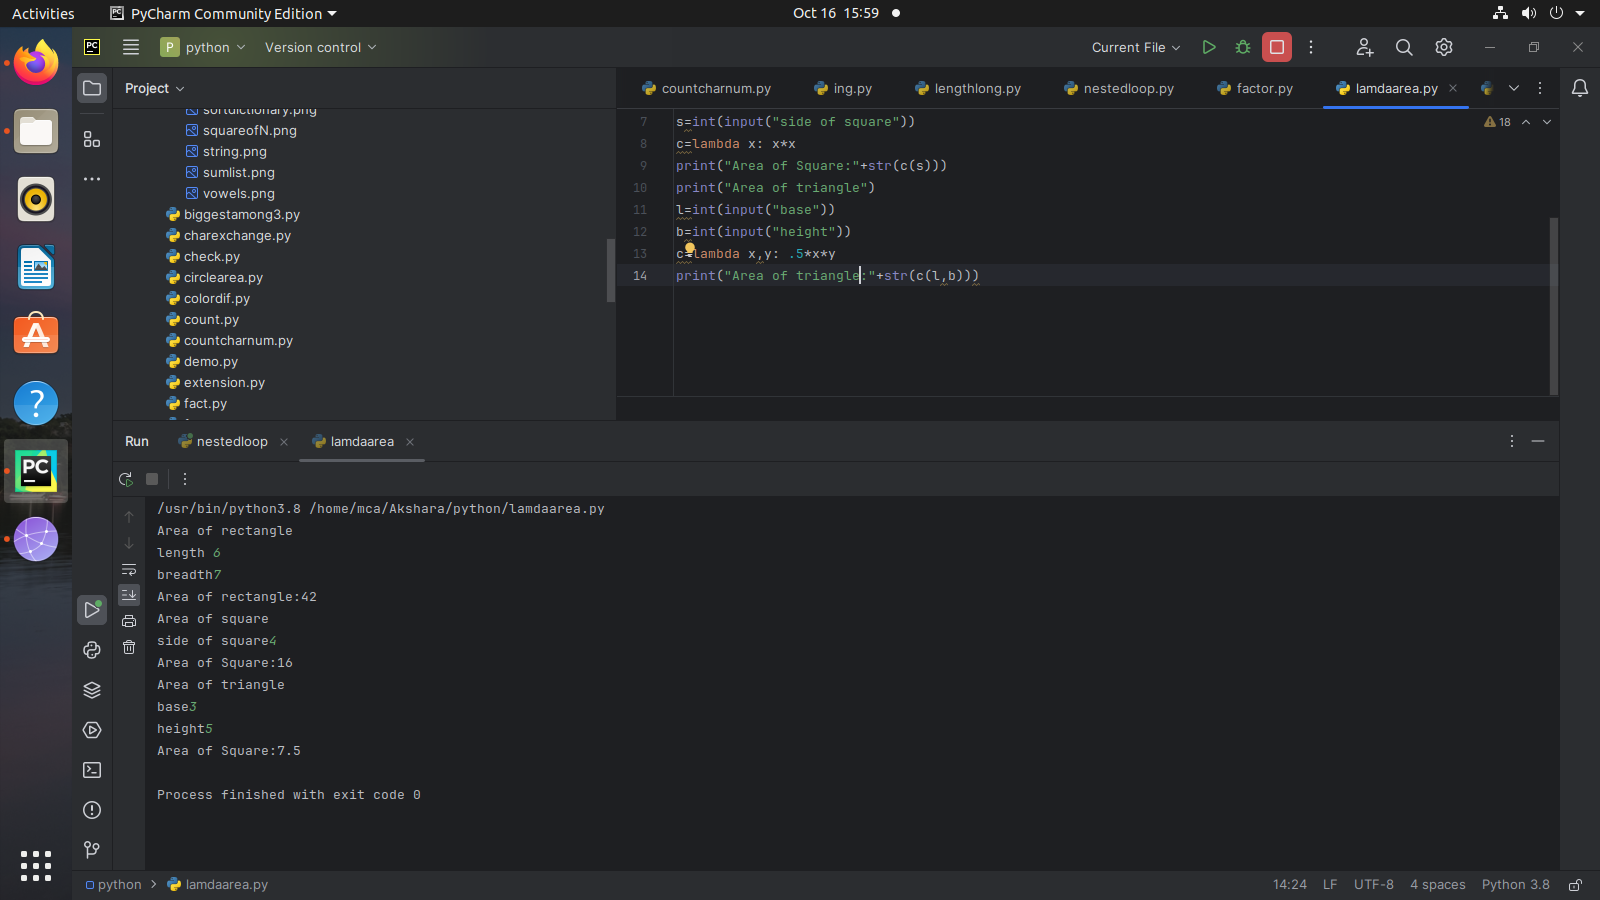 Activities
PyCharm Community Edition
Oct 16 15:59
PC
P python
Version control
Current File
Project
countcharnum.py
ing.py
lengthlong.py
nestedloop.py
factor.py
lamdaarea.py
sortdictionary.png
squareofN.png
string.png
sumlist.png
vowels.png
biggestamong3.py
charexchange.py
check.py
circlearea.py
colordif.py
count.py
countcharnum.py
demo.py
extension.py
fact.py
18
7 s=int(input("side of square"))
8 c=lambda x: x*x
9 print("Area of Square:"+str(c(s)))
10 print("Area of triangle")
11 l=int(input("base"))
12 b=int(input("height"))
13 c=lambda x,y: .5*x*y
14 print("Area of triangle:"+str(c(l,b)))
Run
nestedloop
lamdaarea
/usr/bin/python3.8 /home/mca/Akshara/python/lamdaarea.py
Area of rectangle
length 6
breadth7
Area of rectangle:42
Area of square
side of square4
Area of Square:16
Area of triangle
base3
height5
Area of Square:7.5
Process finished with exit code 0
PC
python > lamdaarea.py
14:24 LF UTF-8 4 spaces Python 3.8